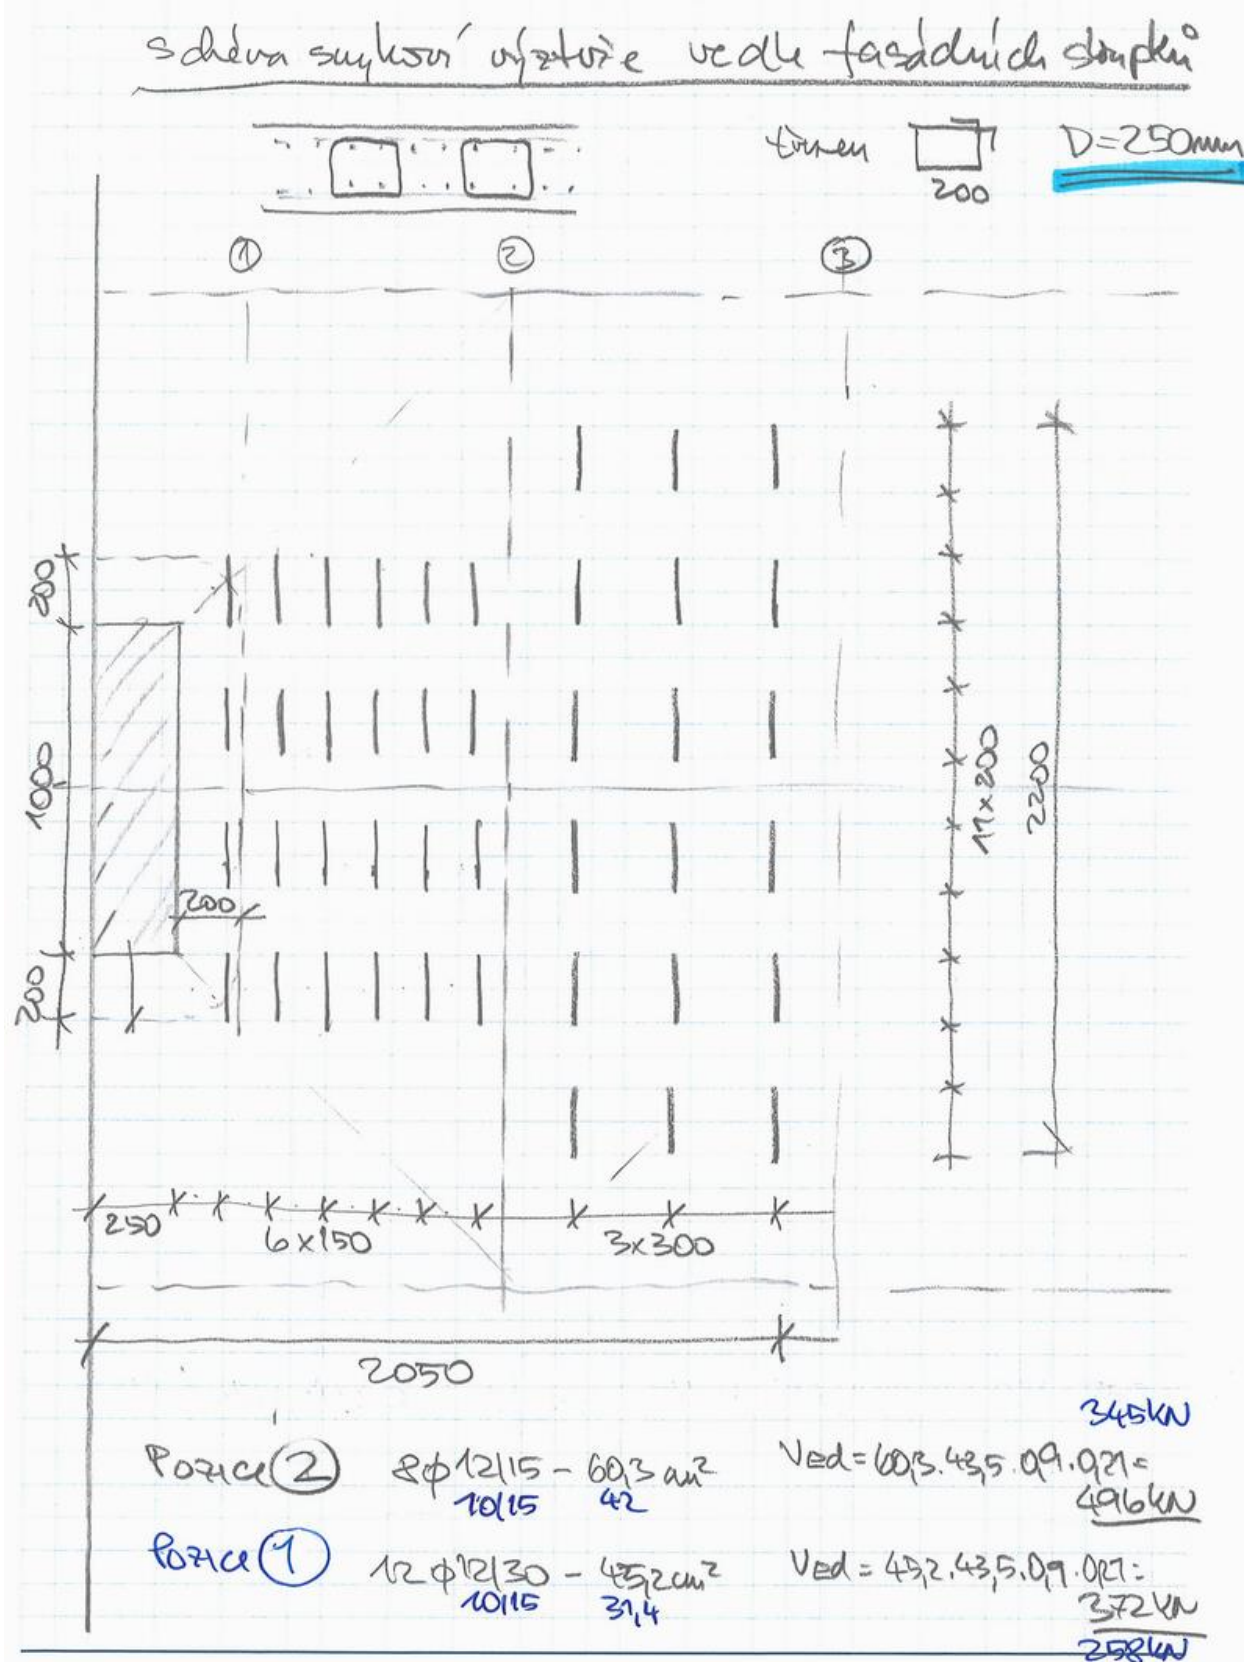 Schéma smykové výztuže vedle fasádních sloupků
třmen
200
D=250mm
1 2 3
200
1000
200
200
11x200
2200
250
6x150
3x300
2050
345kN
Pozice 2 8ϕ12/15 - 60,3 cm² Ved=60,3.43,5.0,9.0,21=
10/15 42 496kN
Pozice 1 12ϕ12/30 - 45,2cm² Ved=45,2.43,5.0,9.0,21=
10/15 31,4 372kN
258kN